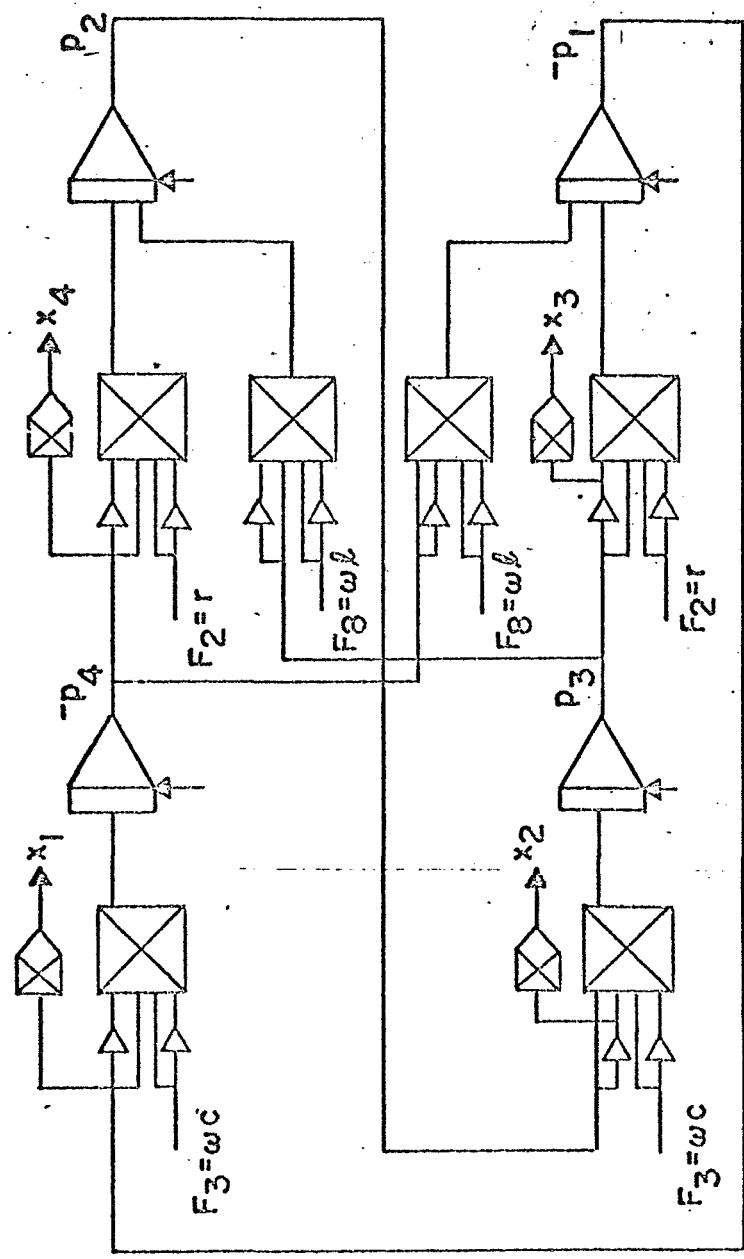 x₁
x₄
-p₄
p₂
F₃=ωc
F₂=r
F₈=ωℓ
x₂
F₈=ωℓ
x₃
p₃
-p₁
F₃=ωc
F₂=r